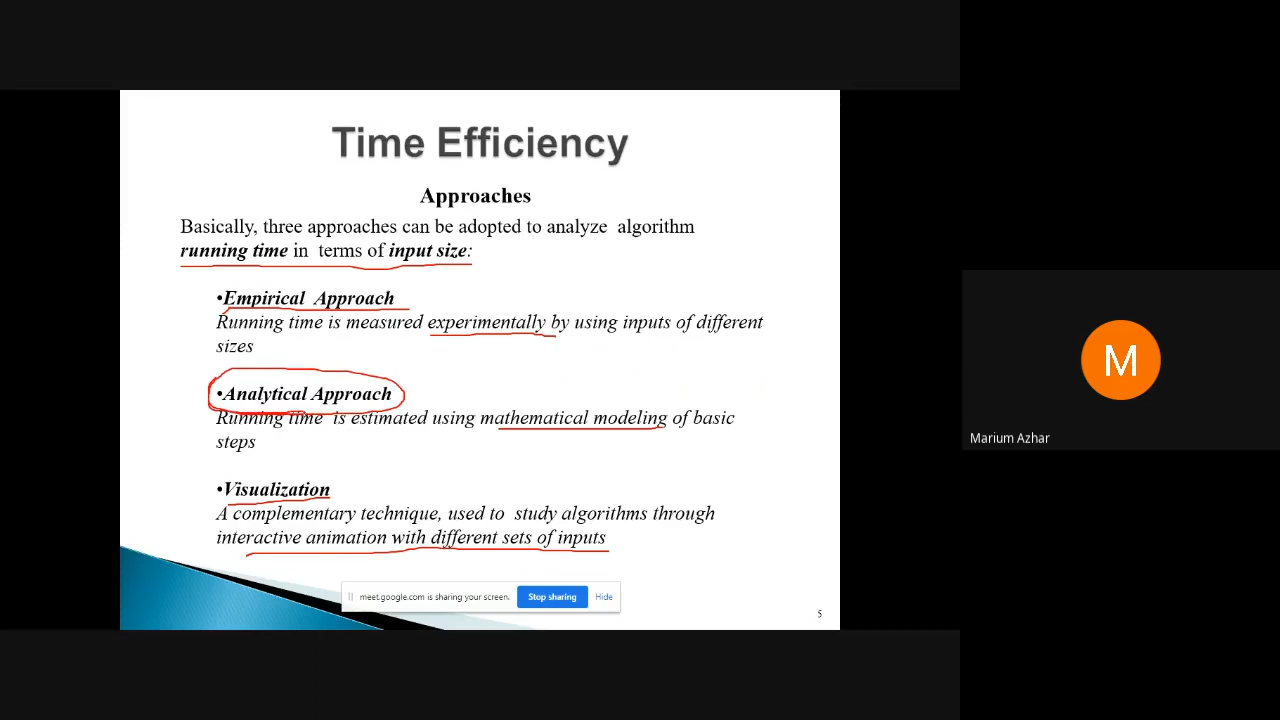 Time Efficiency
Approaches
Basically, three approaches can be adopted to analyze algorithm
running time in terms of input size:
•Empirical Approach
Running time is measured experimentally by using inputs of different
sizes
•Analytical Approach
Running time is estimated using mathematical modeling of basic
steps
•Visualization
A complementary technique, used to study algorithms through
interactive animation with different sets of inputs
meet.google.com is sharing your screen. Stop sharing Hide
5
M
Marium Azhar